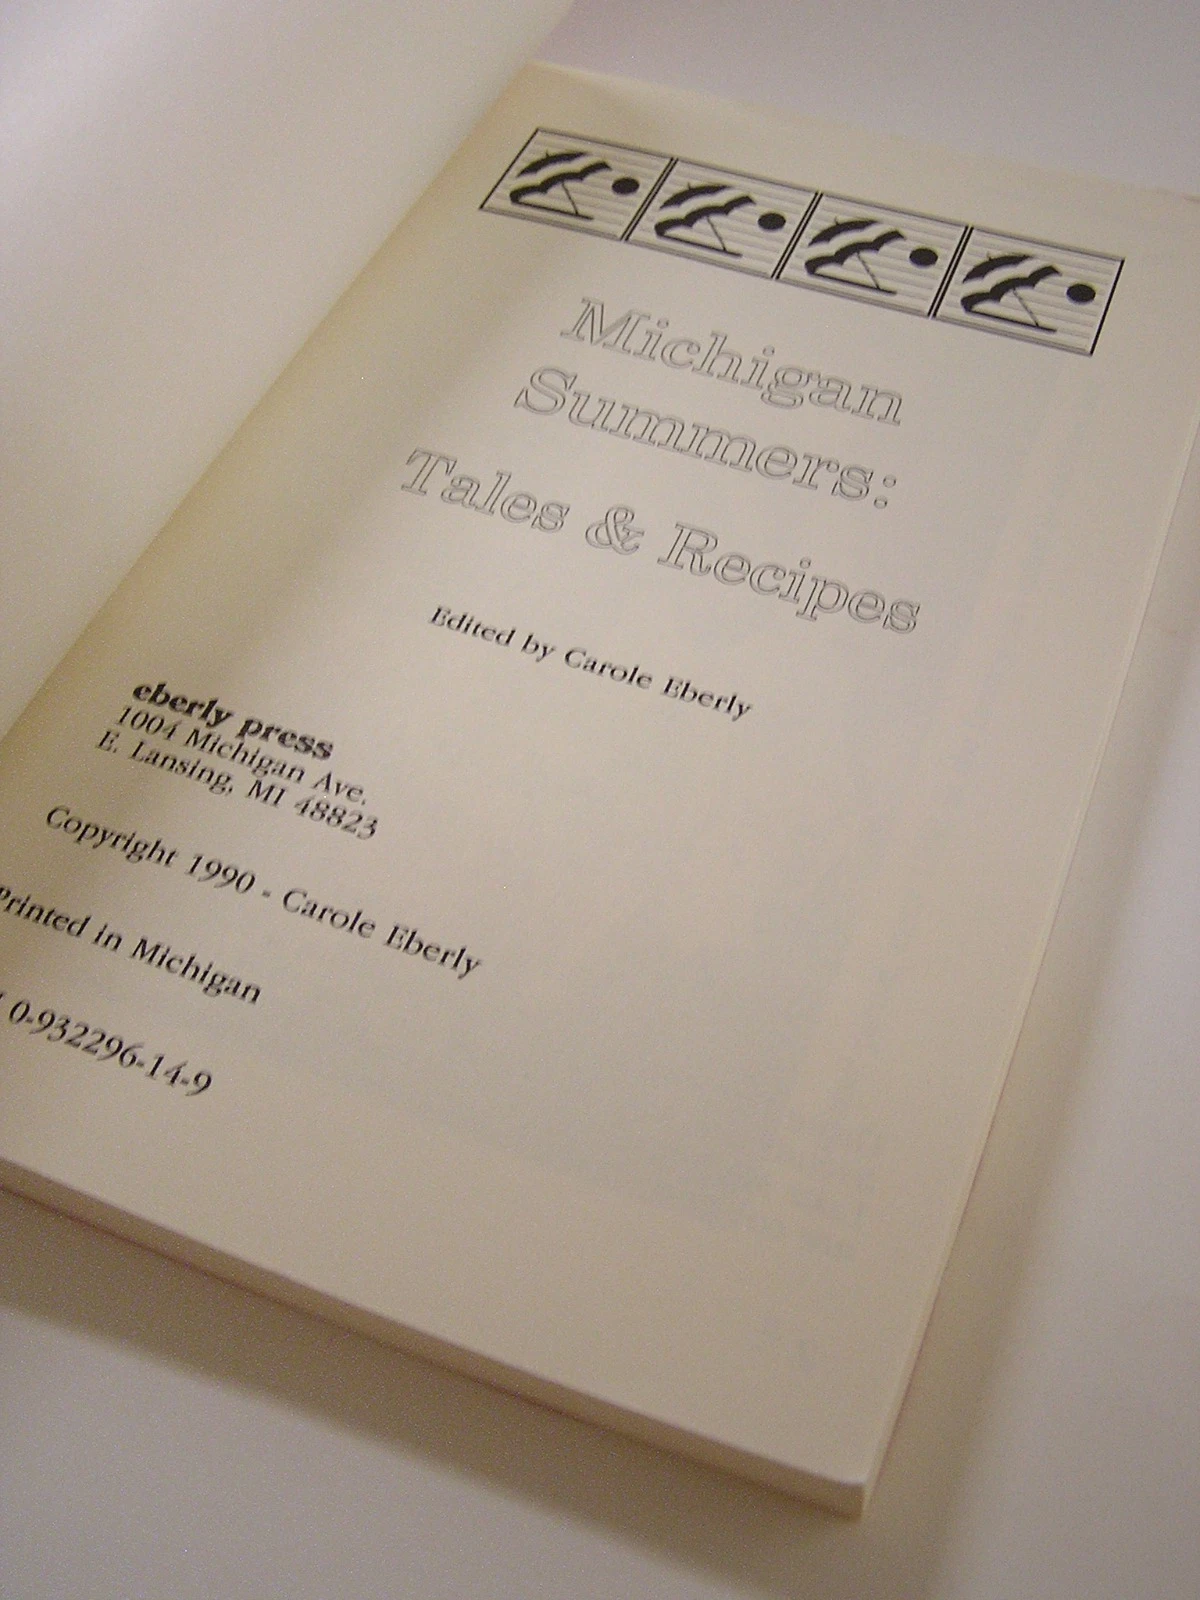 Michigan
Summers:
Tales & Recipes
Edited by Carole Eberly
eberly press
1004 Michigan Ave.
E. Lansing, MI 48823
Copyright 1990 - Carole Eberly
Printed in Michigan
0-932296-14-9